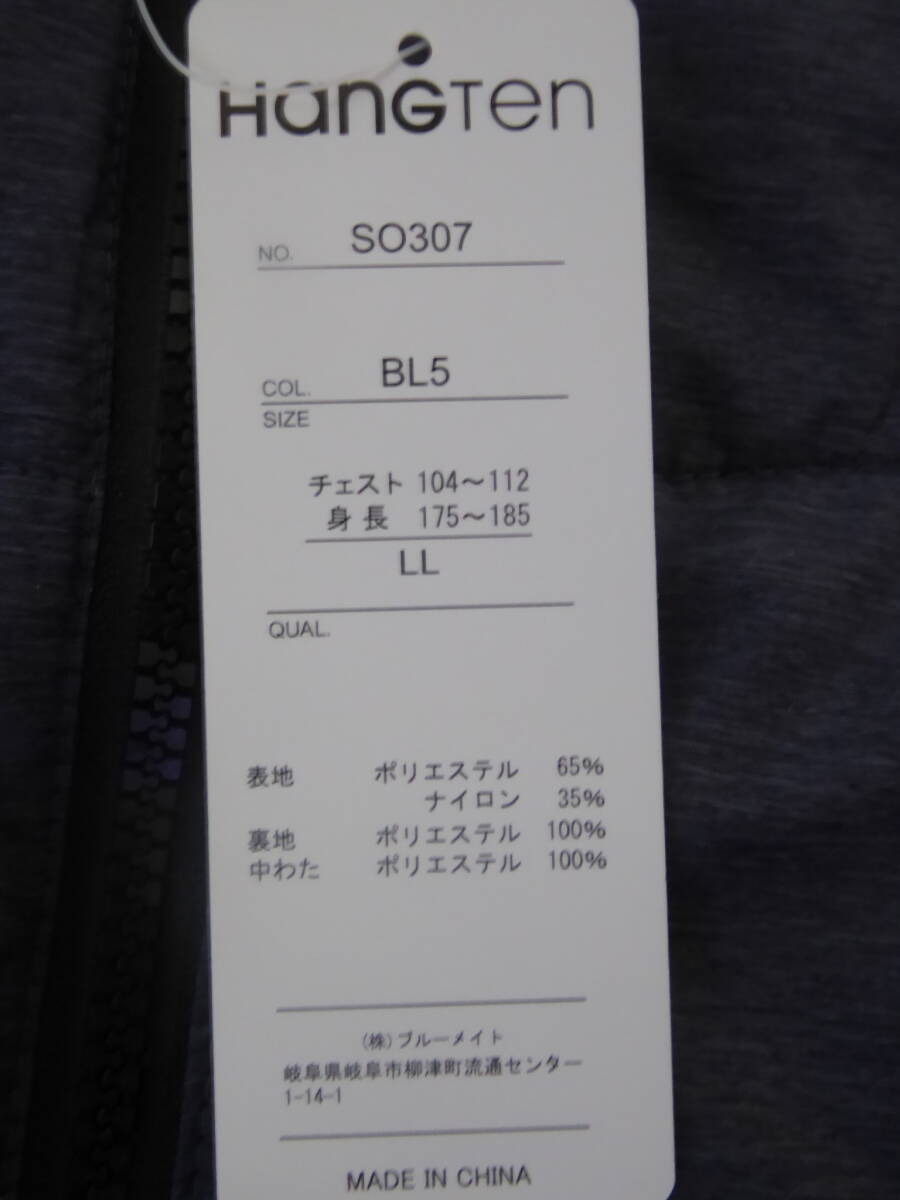 HanGTen
NO. SO307
COL. BL5
SIZE
チェスト 104～112
身長 175～185
LL
QUAL.
表地 ポリエステル 65%
ナイロン 35%
裏地 ポリエステル 100%
中わた ポリエステル 100%
(株)ブルーメイト
岐阜県岐阜市柳津町流通センター
1-14-1
MADE IN CHINA